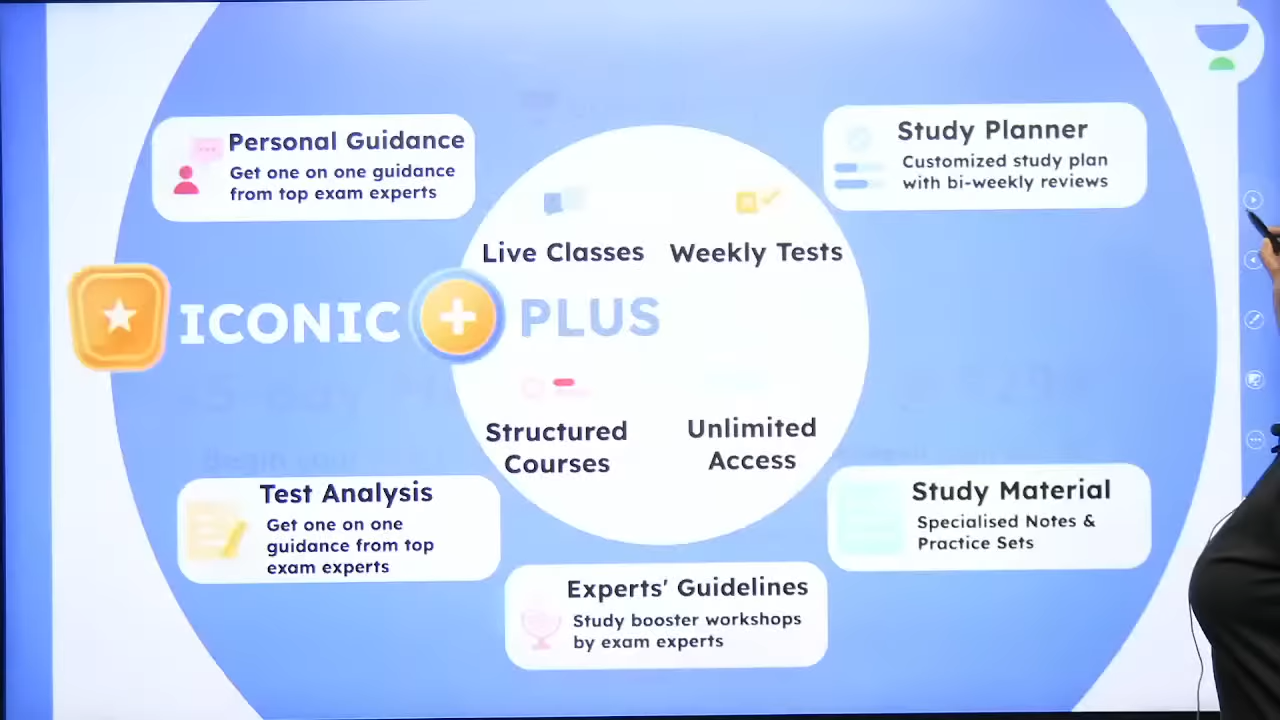 Personal Guidance
Get one on one guidance
from top exam experts
Study Planner
Customized study plan
with bi-weekly reviews
Live Classes
Weekly Tests
ICONIC
PLUS
Structured
Courses
Unlimited
Access
Test Analysis
Get one on one
guidance from top
exam experts
Study Material
Specialised Notes &
Practice Sets
Experts' Guidelines
Study booster workshops
by exam experts